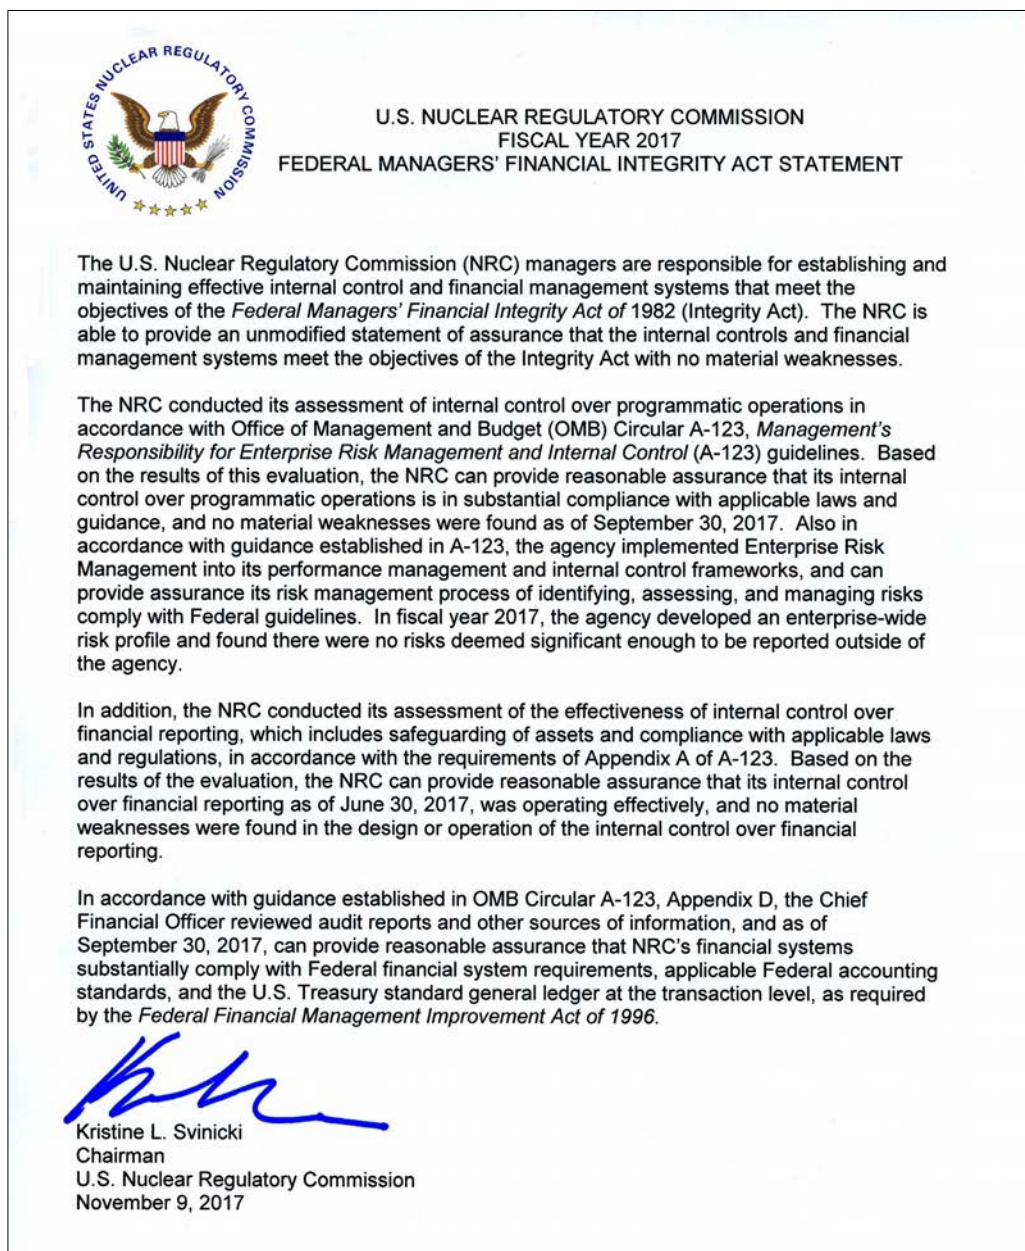 UNITED STATES NUCLEAR REGULATORY COMMISSION
U.S. NUCLEAR REGULATORY COMMISSION
FISCAL YEAR 2017
FEDERAL MANAGERS' FINANCIAL INTEGRITY ACT STATEMENT
The U.S. Nuclear Regulatory Commission (NRC) managers are responsible for establishing and
maintaining effective internal control and financial management systems that meet the
objectives of the Federal Managers' Financial Integrity Act of 1982 (Integrity Act). The NRC is
able to provide an unmodified statement of assurance that the internal controls and financial
management systems meet the objectives of the Integrity Act with no material weaknesses.
The NRC conducted its assessment of internal control over programmatic operations in
accordance with Office of Management and Budget (OMB) Circular A-123, Management's
Responsibility for Enterprise Risk Management and Internal Control (A-123) guidelines. Based
on the results of this evaluation, the NRC can provide reasonable assurance that its internal
control over programmatic operations is in substantial compliance with applicable laws and
guidance, and no material weaknesses were found as of September 30, 2017. Also in
accordance with guidance established in A-123, the agency implemented Enterprise Risk
Management into its performance management and internal control frameworks, and can
provide assurance its risk management process of identifying, assessing, and managing risks
comply with Federal guidelines. In fiscal year 2017, the agency developed an enterprise-wide
risk profile and found there were no risks deemed significant enough to be reported outside of
the agency.
In addition, the NRC conducted its assessment of the effectiveness of internal control over
financial reporting, which includes safeguarding of assets and compliance with applicable laws
and regulations, in accordance with the requirements of Appendix A of A-123. Based on the
results of the evaluation, the NRC can provide reasonable assurance that its internal control
over financial reporting as of June 30, 2017, was operating effectively, and no material
weaknesses were found in the design or operation of the internal control over financial
reporting.
In accordance with guidance established in OMB Circular A-123, Appendix D, the Chief
Financial Officer reviewed audit reports and other sources of information, and as of
September 30, 2017, can provide reasonable assurance that NRC's financial systems
substantially comply with Federal financial system requirements, applicable Federal accounting
standards, and the U.S. Treasury standard general ledger at the transaction level, as required
by the Federal Financial Management Improvement Act of 1996.
Kristine L. Svinicki
Chairman
U.S. Nuclear Regulatory Commission
November 9, 2017